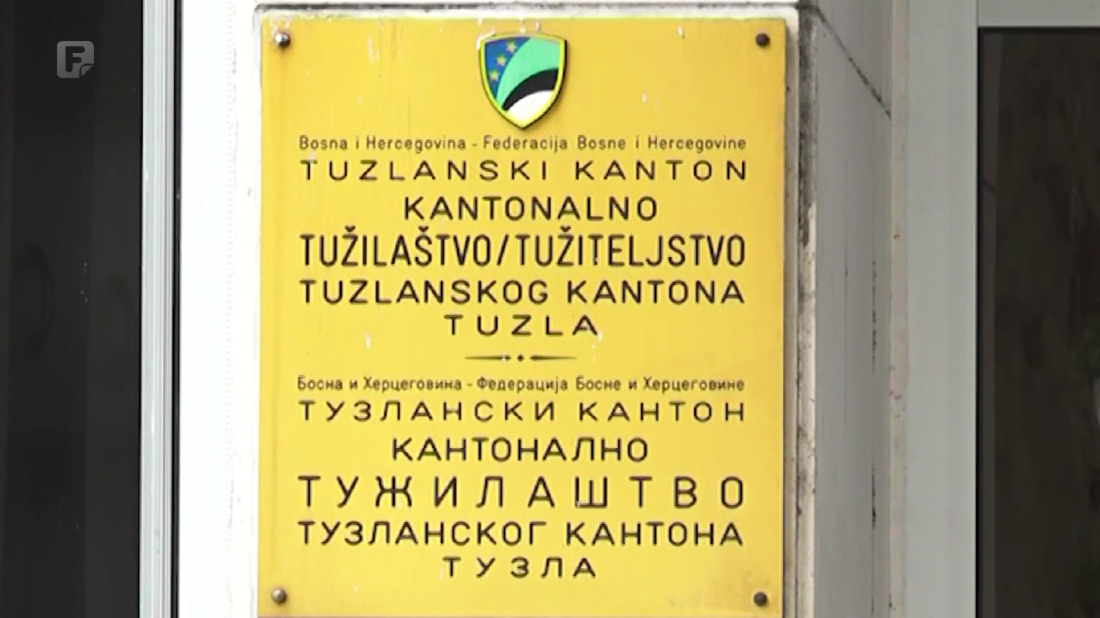 F
Bosna i Hercegovina - Federacija Bosne i Hercegovine
TUZLANSKI KANTON
KANTONALNO
TUŽILAŠTVO/TUŽITELJSTVO
TUZLANSKOG KANTONA
TUZLA
Босна и Херцеговина - Федерација Босне и Херцеговине
ТУЗЛАНСКИ КАНТОН
КАНТОНАЛНО
ТУЖИЛАШТВО
ТУЗЛАНСКОГ КАНТОНА
ТУЗЛА